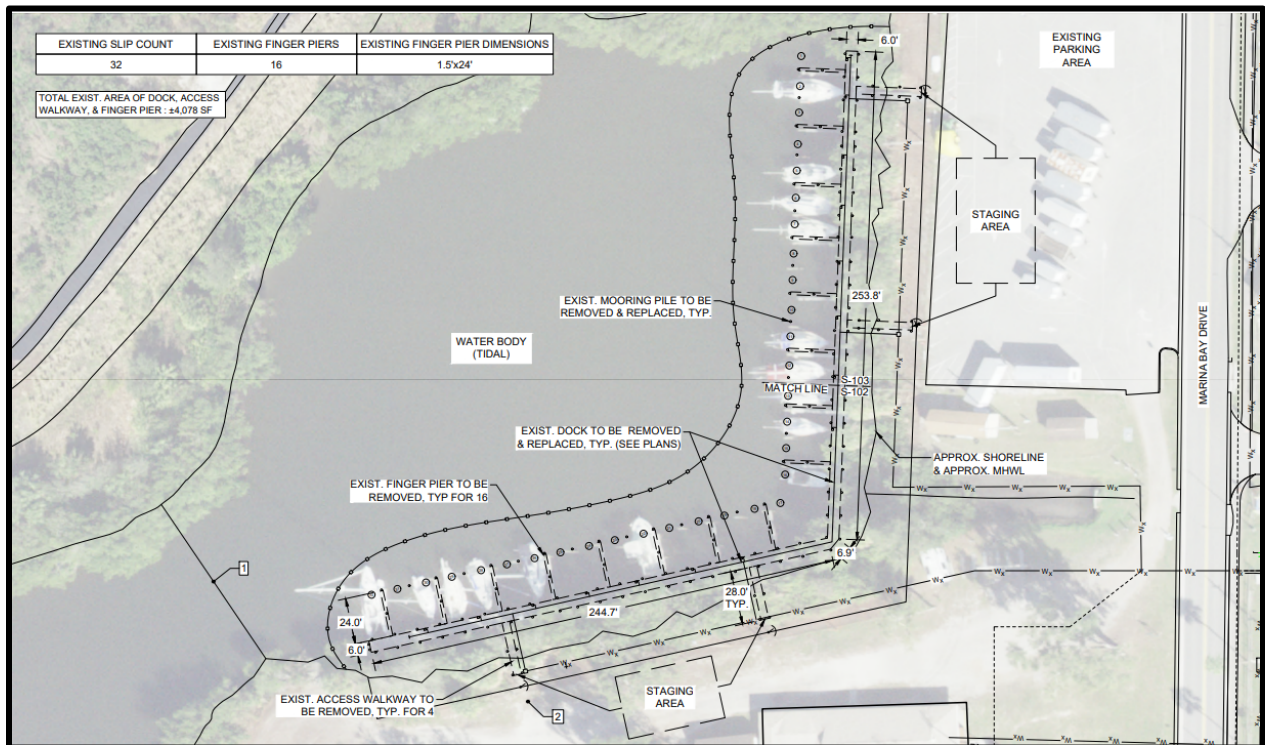 EXISTING SLIP COUNT EXISTING FINGER PIERS EXISTING FINGER PIER DIMENSIONS
32 16 1.5'x24'
TOTAL EXIST. AREA OF DOCK, ACCESS
WALKWAY, & FINGER PIER : ±4,078 SF
6.0'
EXISTING
PARKING
AREA
STAGING
AREA
253.8'
EXIST. MOORING PILE TO BE
REMOVED & REPLACED, TYP.
WATER BODY
(TIDAL)
MARINA BAY DRIVE
MATCH LINE
S-103
S-102
EXIST. DOCK TO BE REMOVED
& REPLACED, TYP. (SEE PLANS)
APPROX. SHORELINE
& APPROX. MHWL
EXIST. FINGER PIER TO BE
REMOVED, TYP FOR 16
6.9'
1
28.0'
TYP.
24.0'
244.7'
6.0'
EXIST. ACCESS WALKWAY TO
BE REMOVED, TYP. FOR 4
STAGING
AREA
2